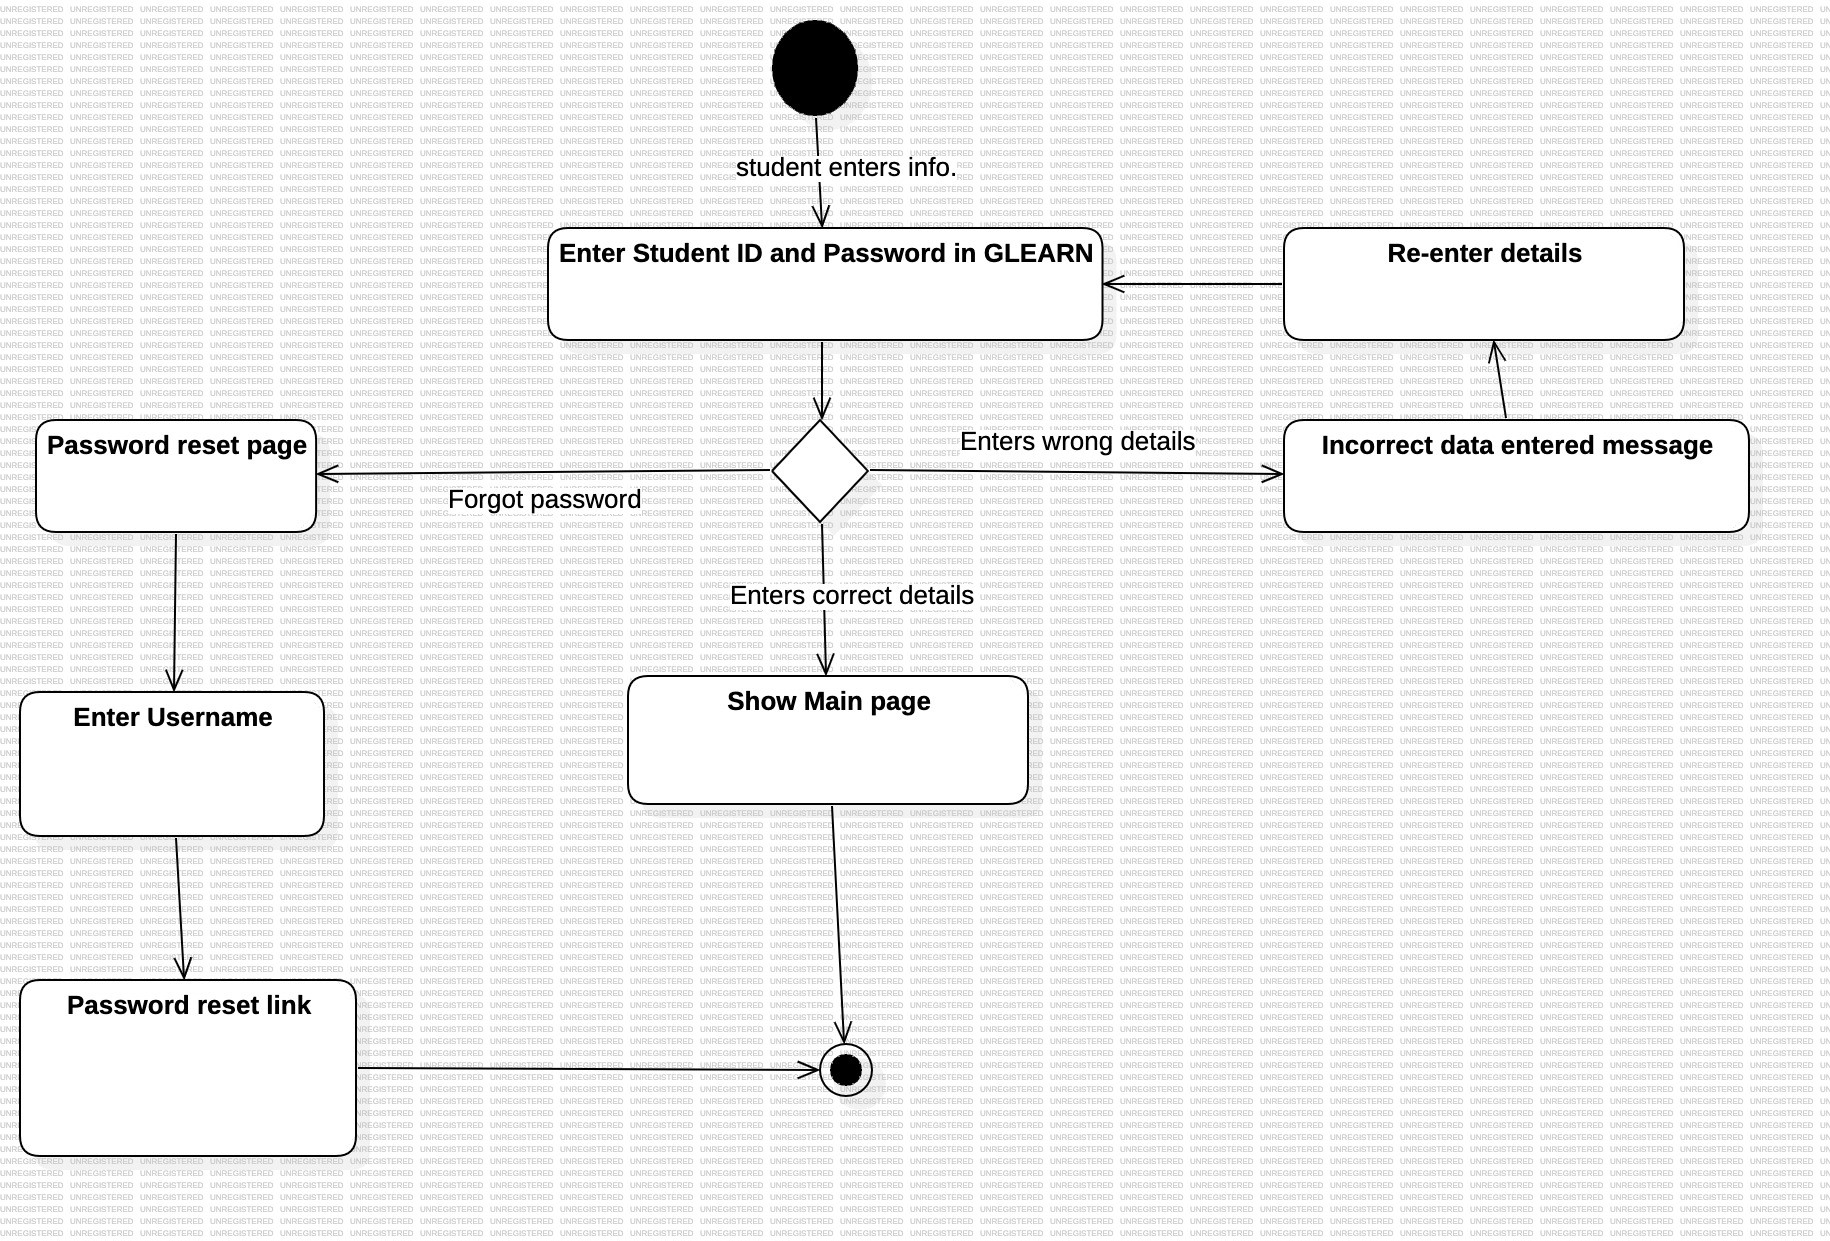 student enters info.
Enter Student ID and Password in GLEARN
Re-enter details
Password reset page
Enters wrong details
Incorrect data entered message
Forgot password
Enters correct details
Enter Username
Show Main page
Password reset link
UNREGISTERED